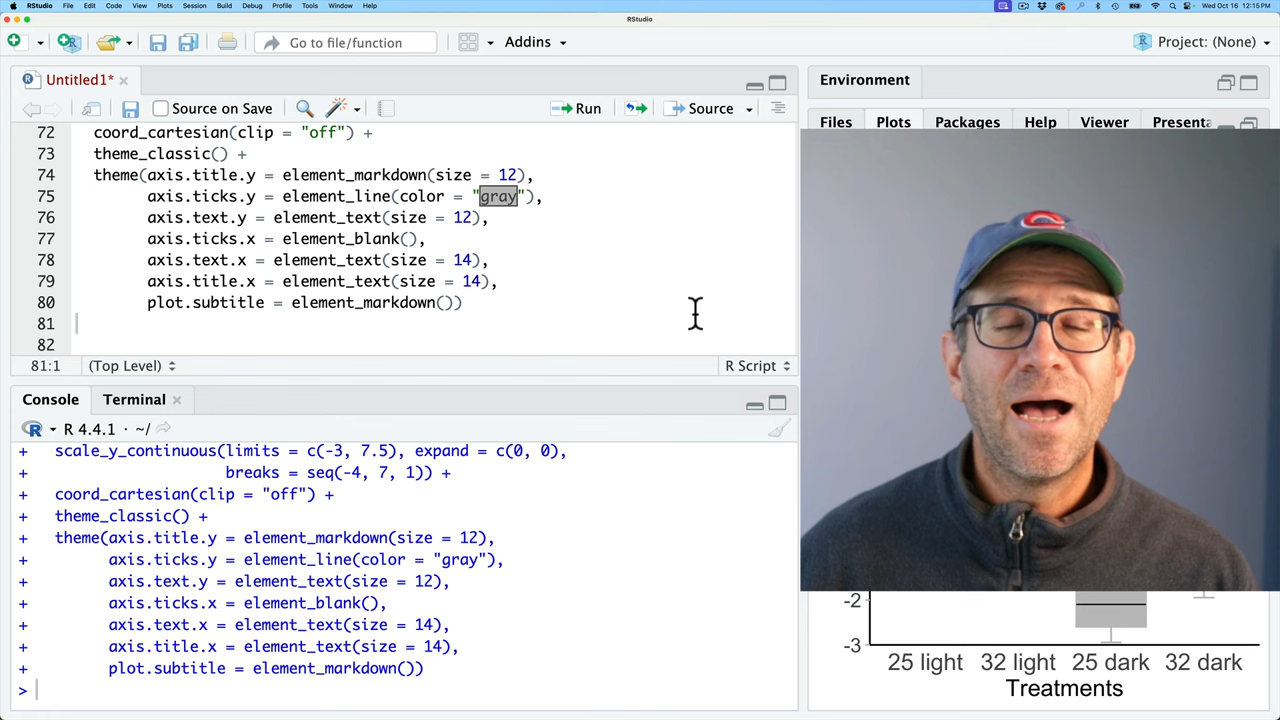 RStudio File Edit Code View Plots Session Build Debug Profile Tools Window Help Wed Oct 16 12:15 PM
RStudio
Go to file/function Addins Project: (None)
Untitled1*
Source on Save Run Source
72 coord_cartesian(clip = "off") +
73 theme_classic() +
74 theme(axis.title.y = element_markdown(size = 12),
75 axis.ticks.y = element_line(color = "gray"),
76 axis.text.y = element_text(size = 12),
77 axis.ticks.x = element_blank(),
78 axis.text.x = element_text(size = 14),
79 axis.title.x = element_text(size = 14),
80 plot.subtitle = element_markdown())
81
82
81:1 (Top Level) R Script
Console Terminal
R 4.4.1 · ~/
+ scale_y_continuous(limits = c(-3, 7.5), expand = c(0, 0),
+ breaks = seq(-4, 7, 1)) +
+ coord_cartesian(clip = "off") +
+ theme_classic() +
+ theme(axis.title.y = element_markdown(size = 12),
+ axis.ticks.y = element_line(color = "gray"),
+ axis.text.y = element_text(size = 12),
+ axis.ticks.x = element_blank(),
+ axis.text.x = element_text(size = 14),
+ axis.title.x = element_text(size = 14),
+ plot.subtitle = element_markdown())
>
Environment
Files Plots Packages Help Viewer Presenta
C
-2
-3
25 light 32 light 25 dark 32 dark
Treatments